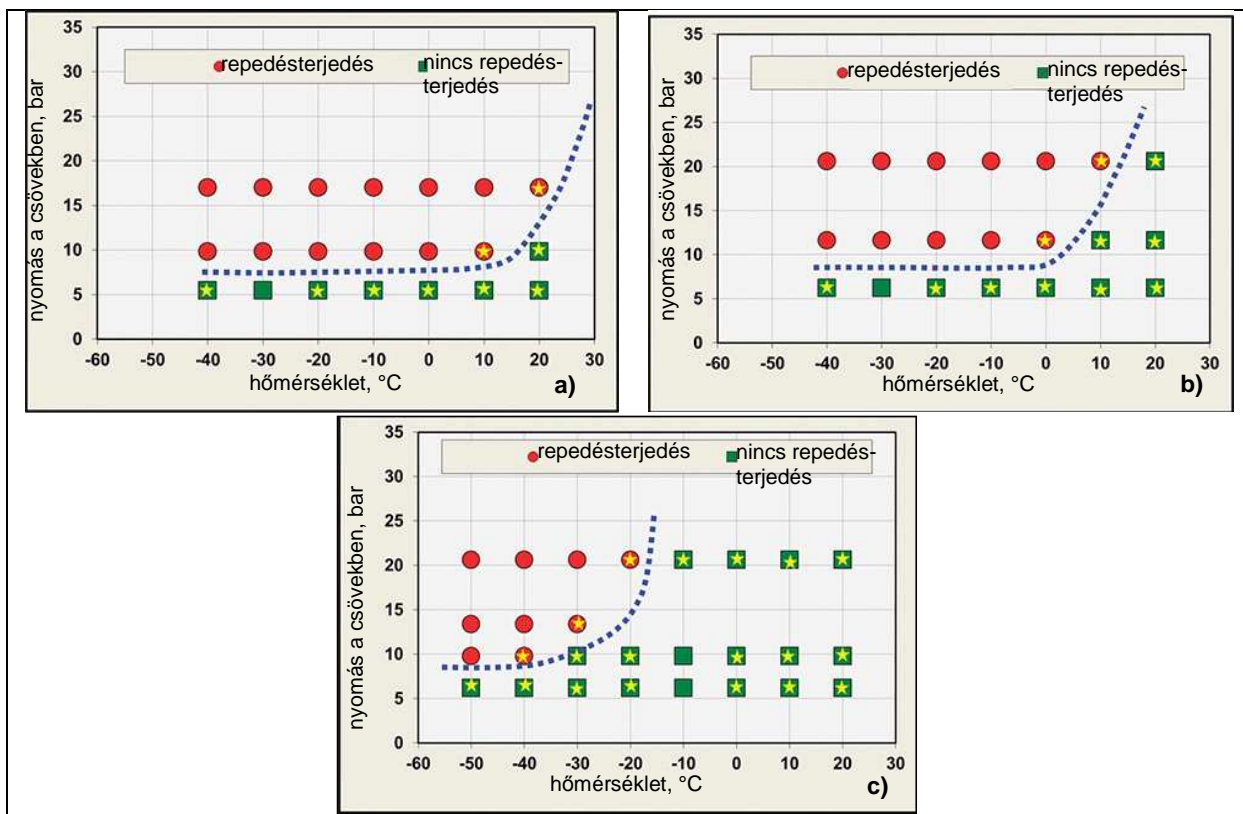 35
30
25
20
15
10
5
0
nyomás a csövekben, bar
repedésterjedés
nincs repedés-
terjedés
-60 -50 -40 -30 -20 -10 0 10 20 30
hőmérséklet, °C
a)
35
30
25
20
15
10
5
0
nyomás a csövekben, bar
repedésterjedés
nincs repedés-
terjedés
-60 -50 -40 -30 -20 -10 0 10 20 30
hőmérséklet, °C
b)
35
30
25
20
15
10
5
0
nyomás a csövekben, bar
repedésterjedés
nincs repedés-
terjedés
-60 -50 -40 -30 -20 -10 0 10 20 30
hőmérséklet, °C
c)